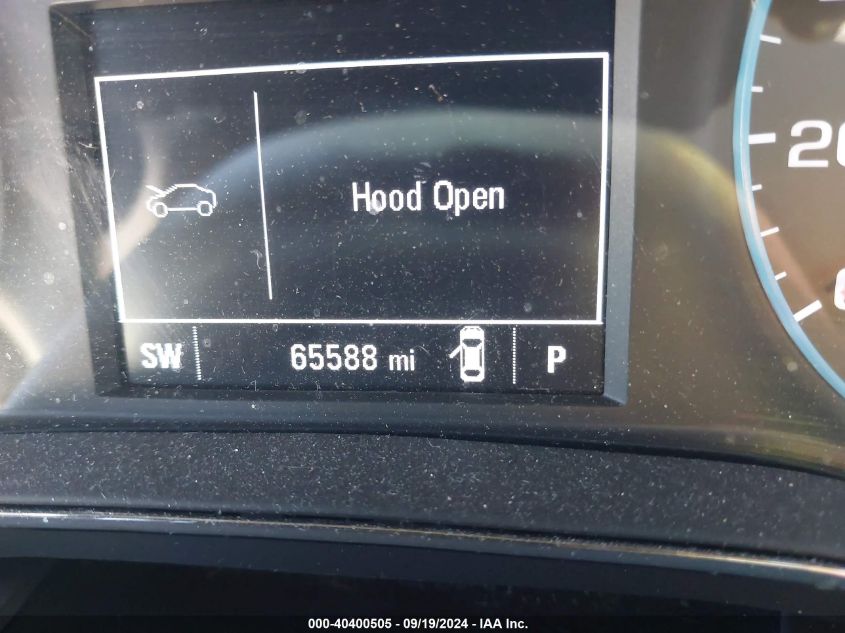 Hood Open
SW 65588 mi P
20
000-40400505 - 09/19/2024 - IAA Inc.